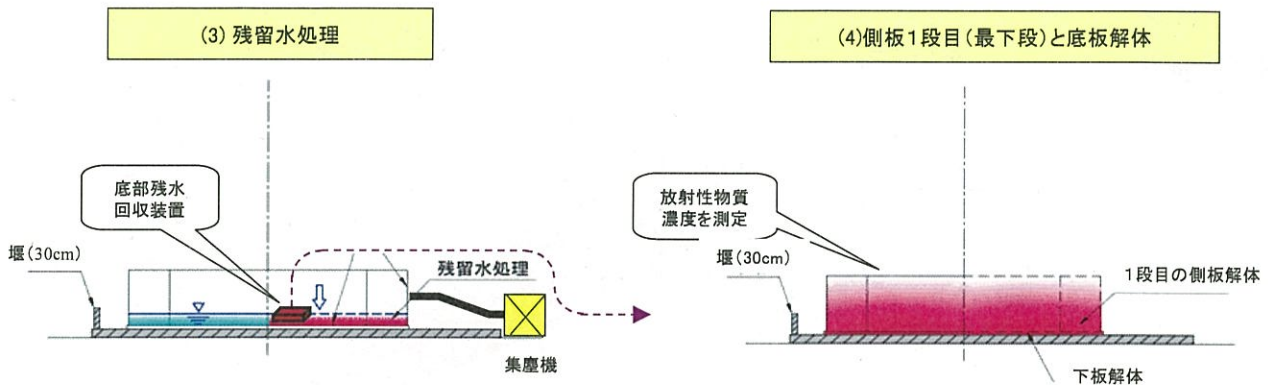 (3) 残留水処理
底部残水
回収装置
堰(30cm)
残留水処理
集塵機
(4)側板1段目(最下段)と底板解体
放射性物質
濃度を測定
堰(30cm)
1段目の側板解体
下板解体